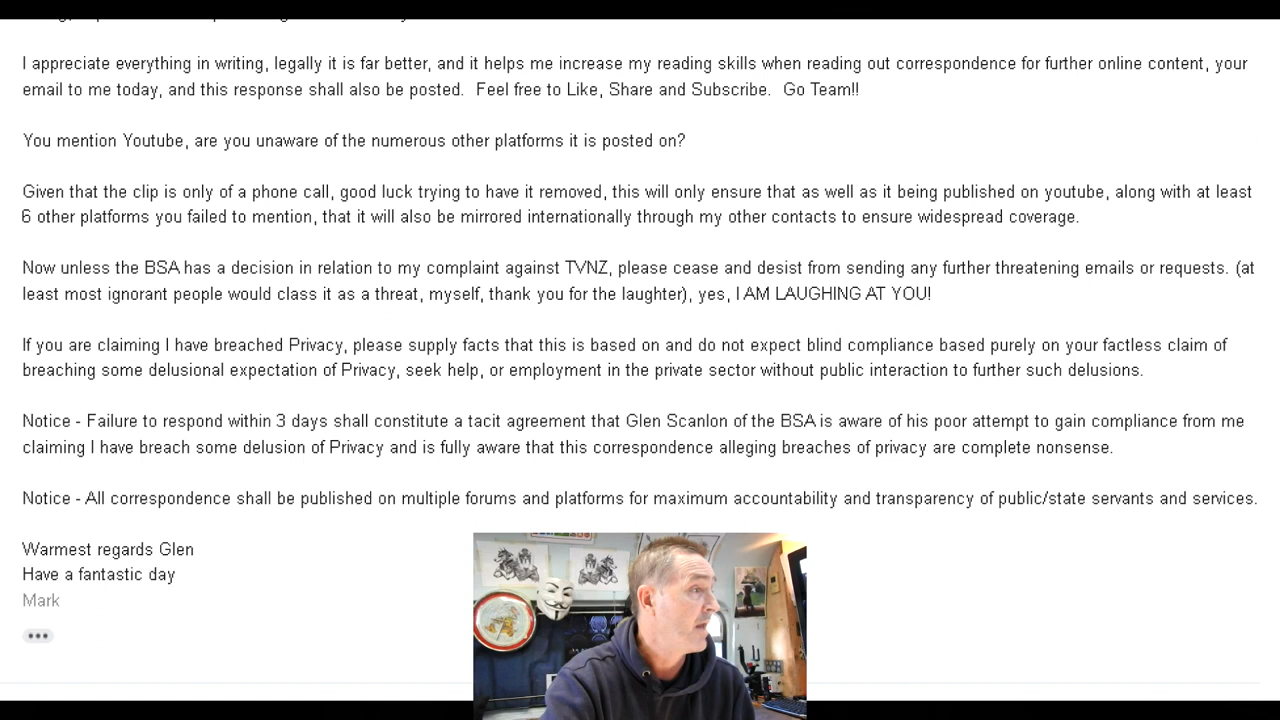 I appreciate everything in writing, legally it is far better, and it helps me increase my reading skills when reading out correspondence for further online content, your
email to me today, and this response shall also be posted.  Feel free to Like, Share and Subscribe.  Go Team!!
You mention Youtube, are you unaware of the numerous other platforms it is posted on?
Given that the clip is only of a phone call, good luck trying to have it removed, this will only ensure that as well as it being published on youtube, along with at least
6 other platforms you failed to mention, that it will also be mirrored internationally through my other contacts to ensure widespread coverage.
Now unless the BSA has a decision in relation to my complaint against TVNZ, please cease and desist from sending any further threatening emails or requests. (at
least most ignorant people would class it as a threat, myself, thank you for the laughter), yes, I AM LAUGHING AT YOU!
If you are claiming I have breached Privacy, please supply facts that this is based on and do not expect blind compliance based purely on your factless claim of
breaching some delusional expectation of Privacy, seek help, or employment in the private sector without public interaction to further such delusions.
Notice - Failure to respond within 3 days shall constitute a tacit agreement that Glen Scanlon of the BSA is aware of his poor attempt to gain compliance from me
claiming I have breach some delusion of Privacy and is fully aware that this correspondence alleging breaches of privacy are complete nonsense.
Notice - All correspondence shall be published on multiple forums and platforms for maximum accountability and transparency of public/state servants and services.
Warmest regards Glen
Have a fantastic day
Mark